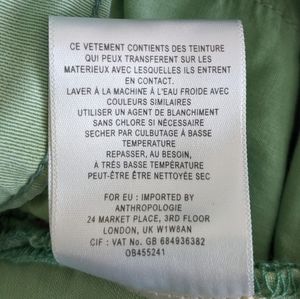 CE VETEMENT CONTIENTS DES TEINTURE
QUI PEUX TRANSFERENT SUR LES
MATERIEUX AVEC LESQUELLES ILS ENTRENT
EN CONTACT.
LAVER À LA MACHINE À L'EAU FROIDE AVEC
COULEURS SIMILAIRES
UTILISER UN AGENT DE BLANCHIMENT
SANS CHLORE SI NÉCESSAIRE
SECHER PAR CULBUTAGE À BASSE
TEMPERATURE
REPASSER, AU BESOIN,
A TRÉS BASSE TEMPÉRATURE
PEUT-ÊTRE ÊTRE NETTOYÉE SEC
FOR EU : IMPORTED BY
ANTHROPOLOGIE
24 MARKET PLACE, 3RD FLOOR
LONDON, UK W1W8AN
CIF : VAT No. GB 684936382
OB455241